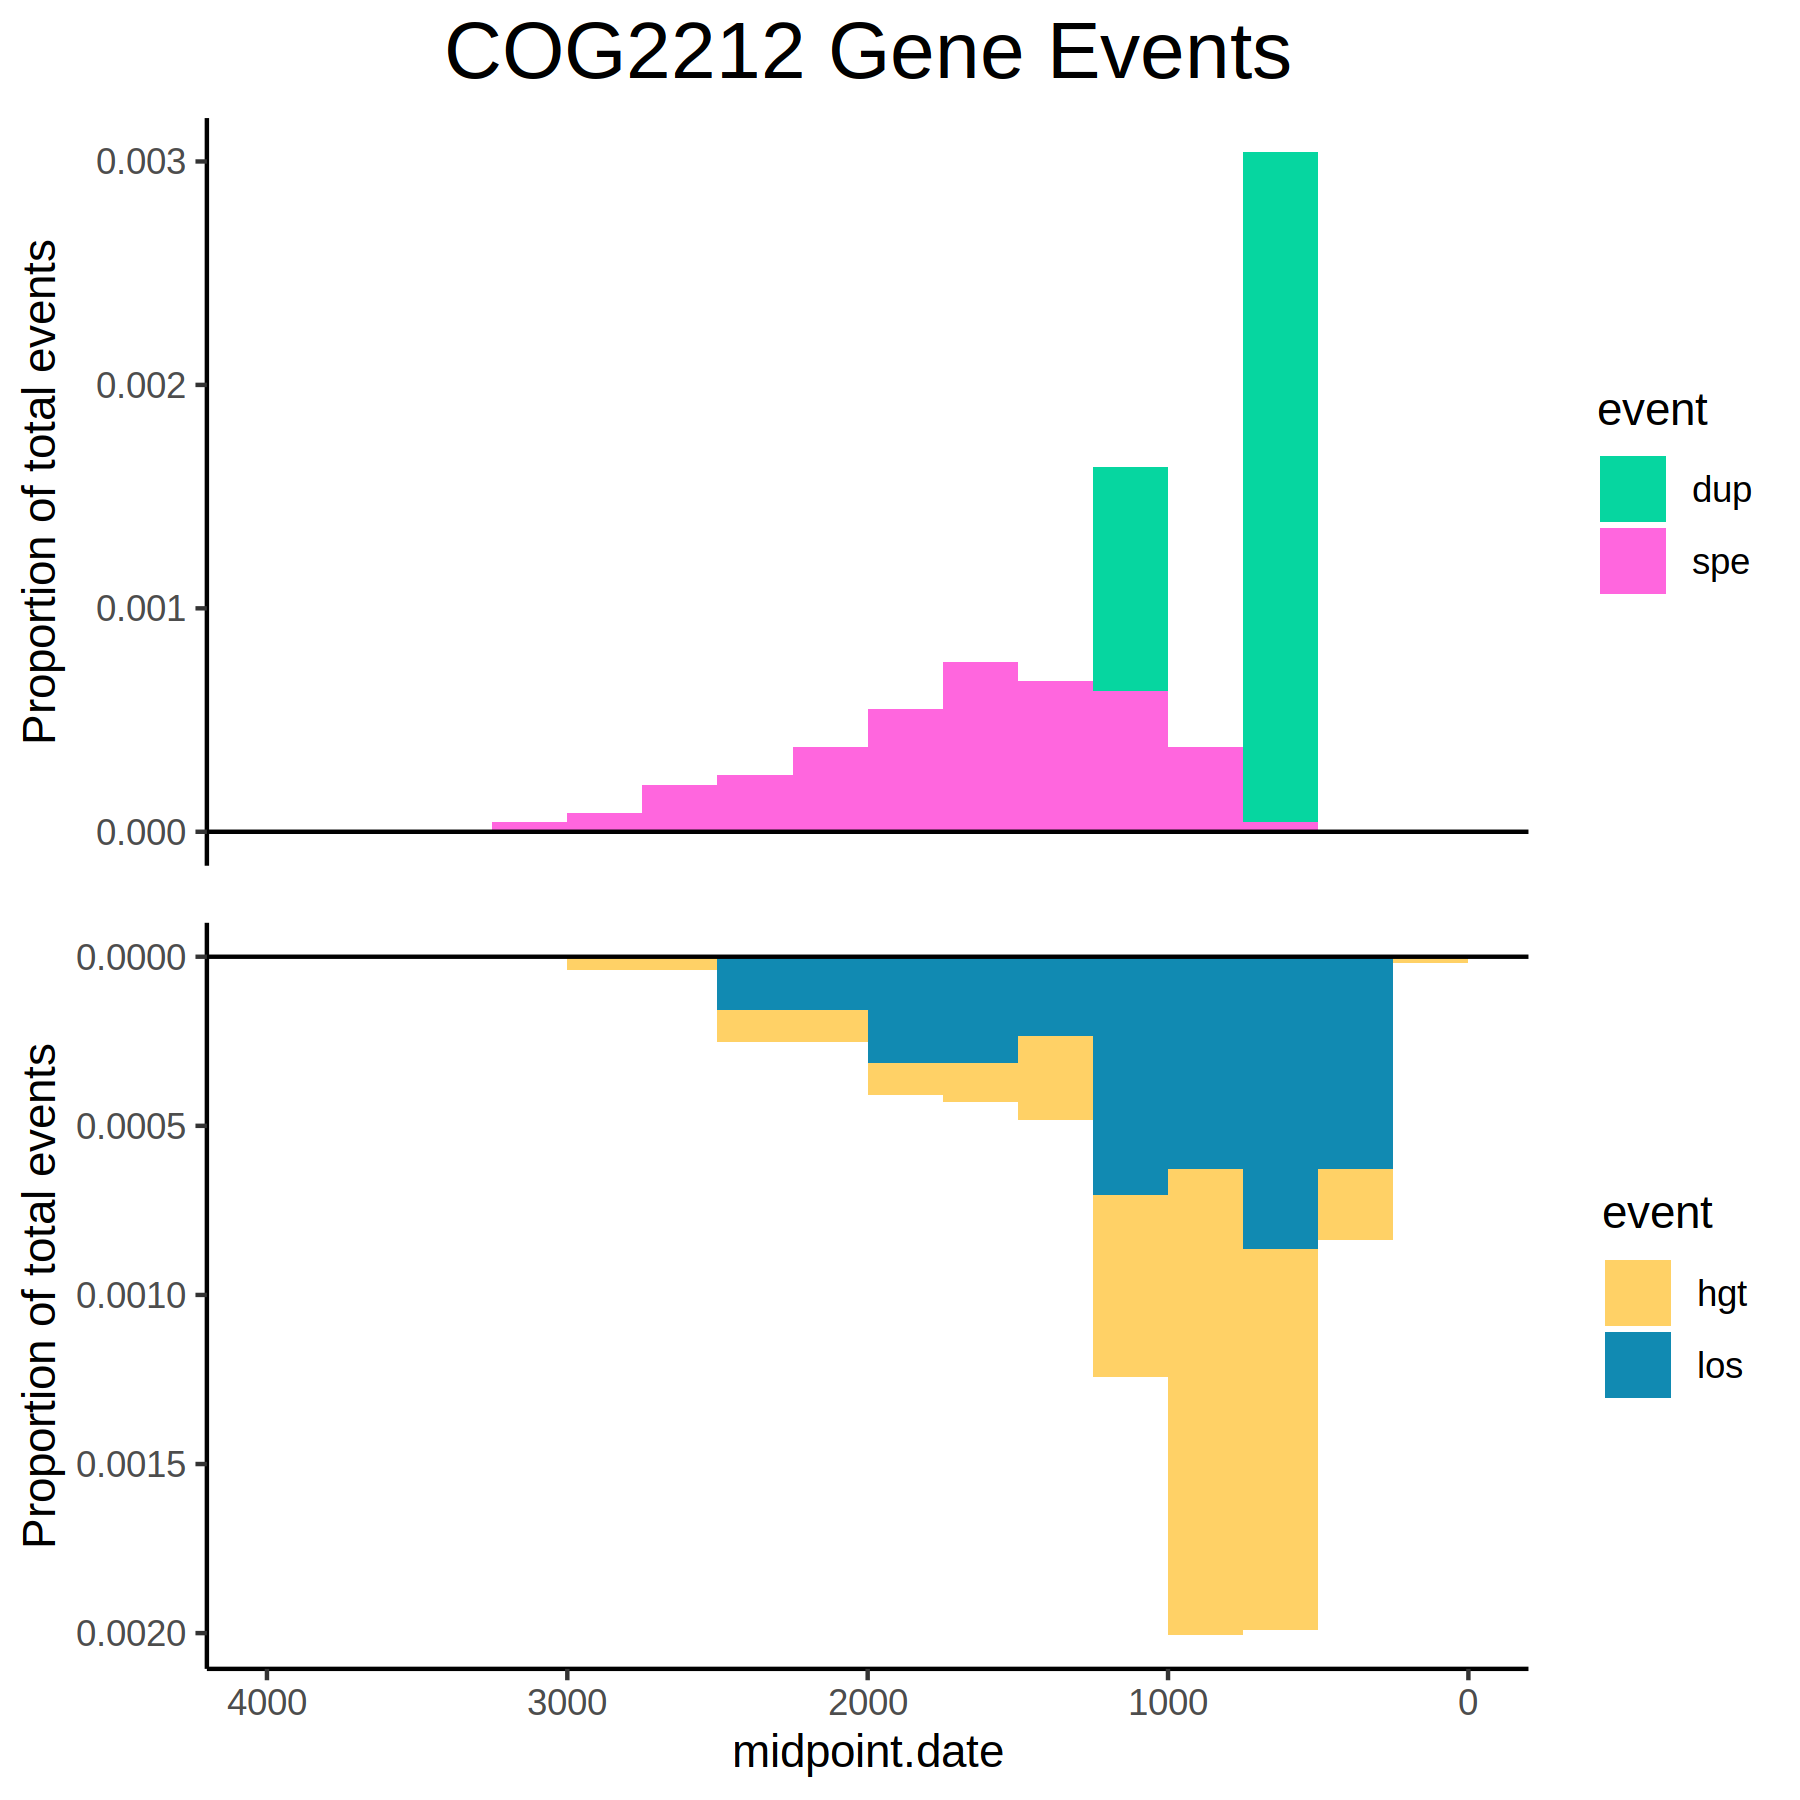 COG2212 Gene Events
Proportion of total events
0.003
0.002
0.001
0.000
event
dup
spe
Proportion of total events
0.0000
0.0005
0.0010
0.0015
0.0020
event
hgt
los
4000 3000 2000 1000 0
midpoint.date